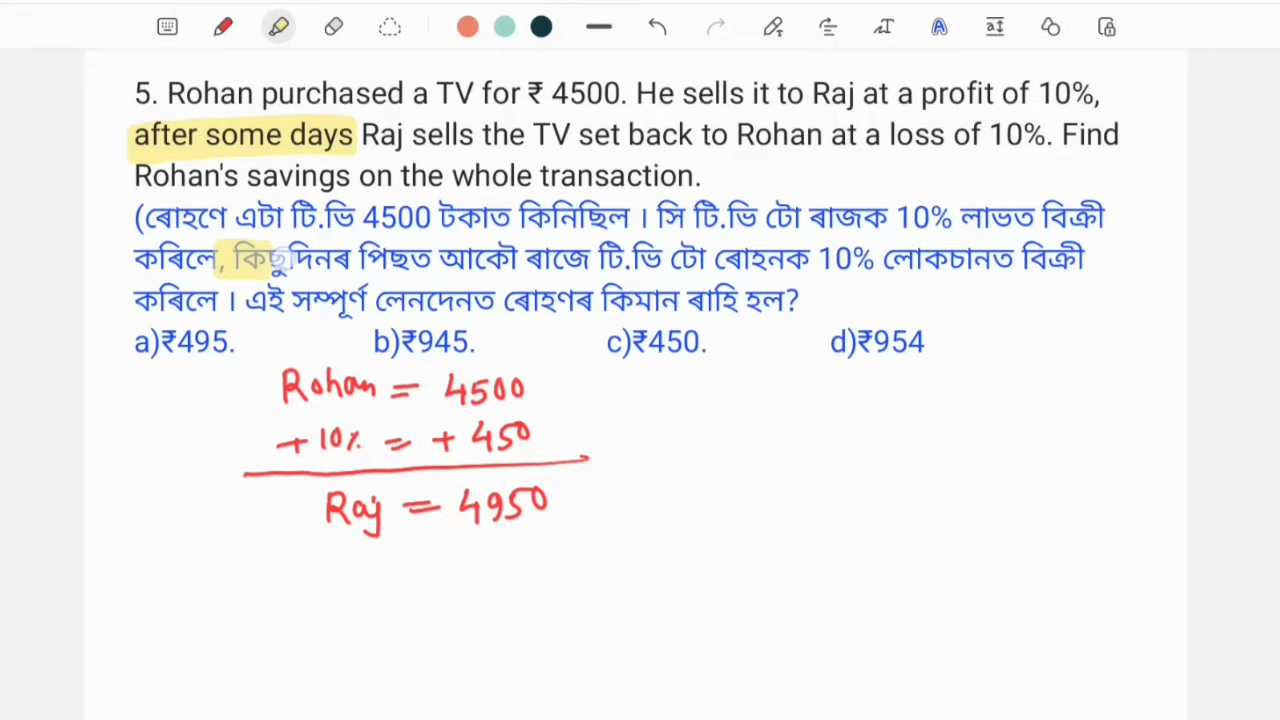 5. Rohan purchased a TV for ₹ 4500. He sells it to Raj at a profit of 10%,
after some days Raj sells the TV set back to Rohan at a loss of 10%. Find
Rohan's savings on the whole transaction.
(ৰোহণে এটা টি.ভি 4500 টকাত কিনিছিল । সি টি.ভি টো ৰাজক 10% লাভত বিক্ৰী
কৰিলে, কিছুদিনৰ পিছত আকৌ ৰাজে টি.ভি টো ৰোহনক 10% লোকচানত বিক্ৰী
কৰিলে । এই সম্পূৰ্ণ লেনদেনত ৰোহণৰ কিমান ৰাহি হল?
a)₹495. b)₹945. c)₹450. d)₹954
Rohan = 4500
+ 10% = + 450
Raj = 4950